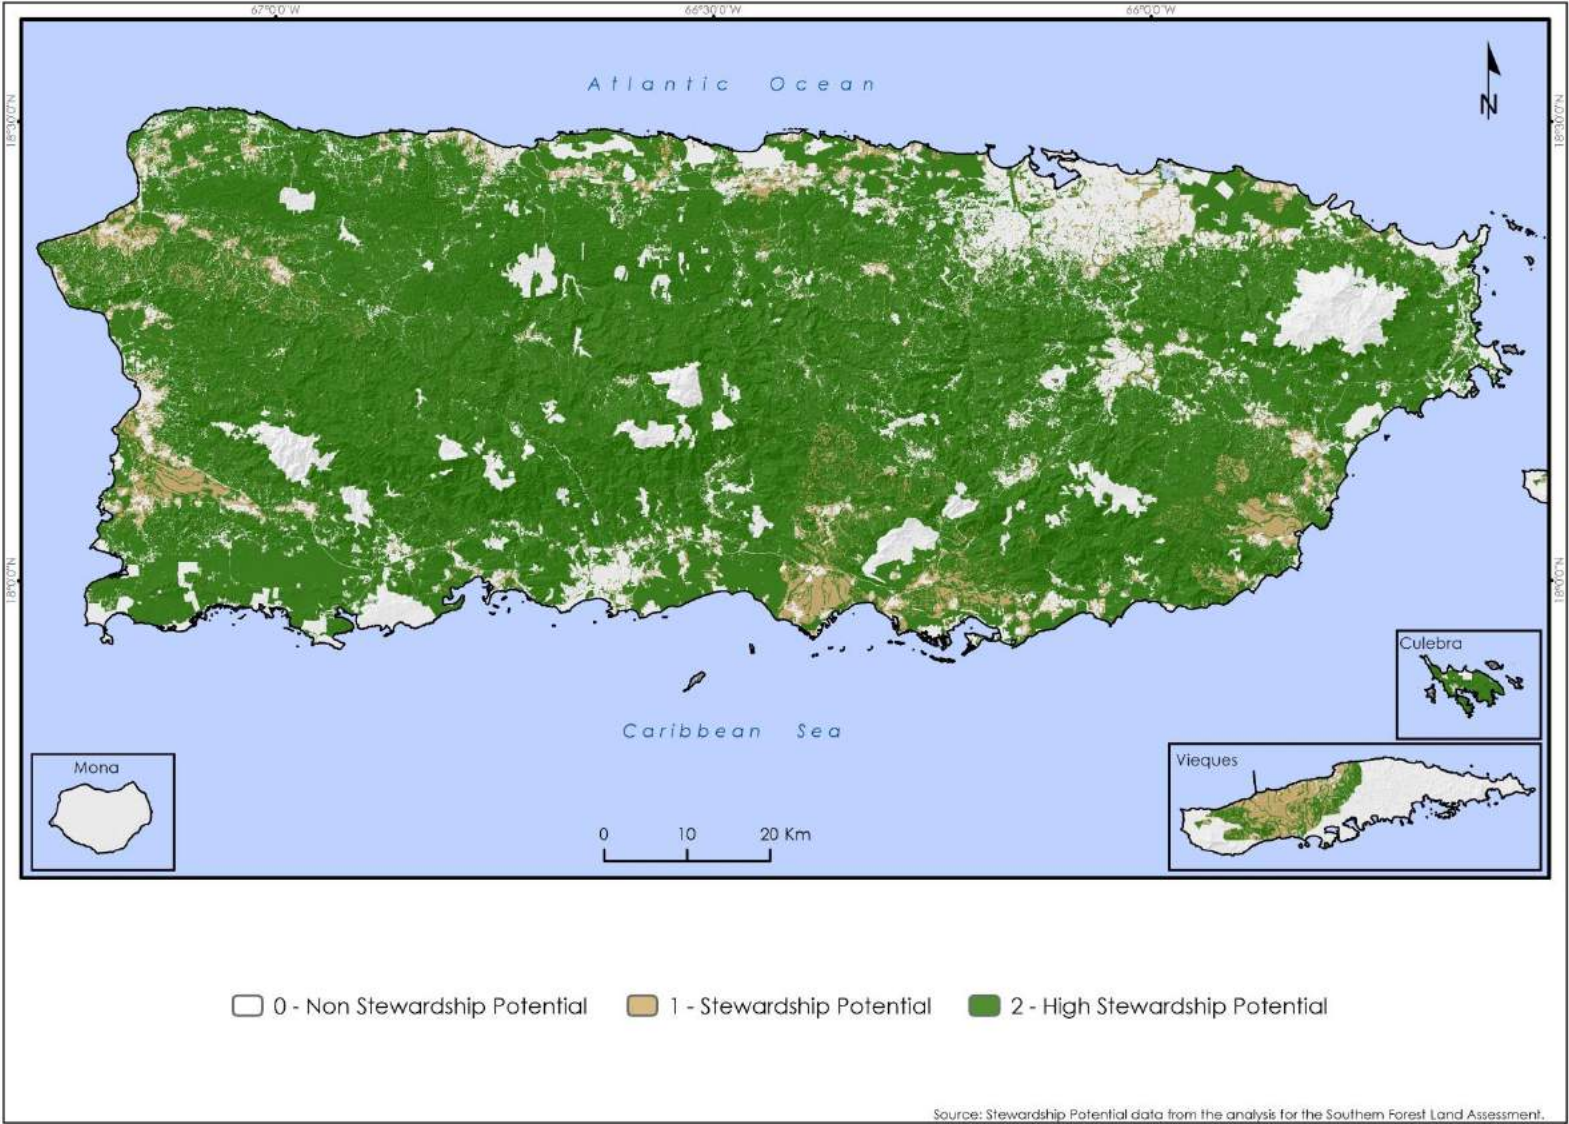 67°0'0"W 66°30'0"W 66°0'0"W
Atlantic Ocean
N
18°30'0"N 18°30'0"N
18°0'0"N 18°0'0"N
Culebra
Caribbean Sea
Vieques
Mona
0 10 20 Km
0 - Non Stewardship Potential 1 - Stewardship Potential 2 - High Stewardship Potential
Source: Stewardship Potential data from the analysis for the Southern Forest Land Assessment.